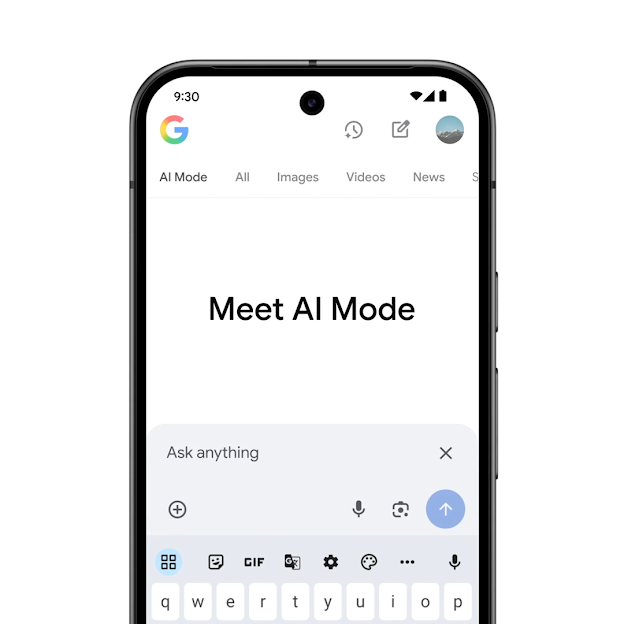 9:30
AI Mode All Images Videos News S
Meet AI Mode
Ask anything
GIF
q w e r t y u i o p